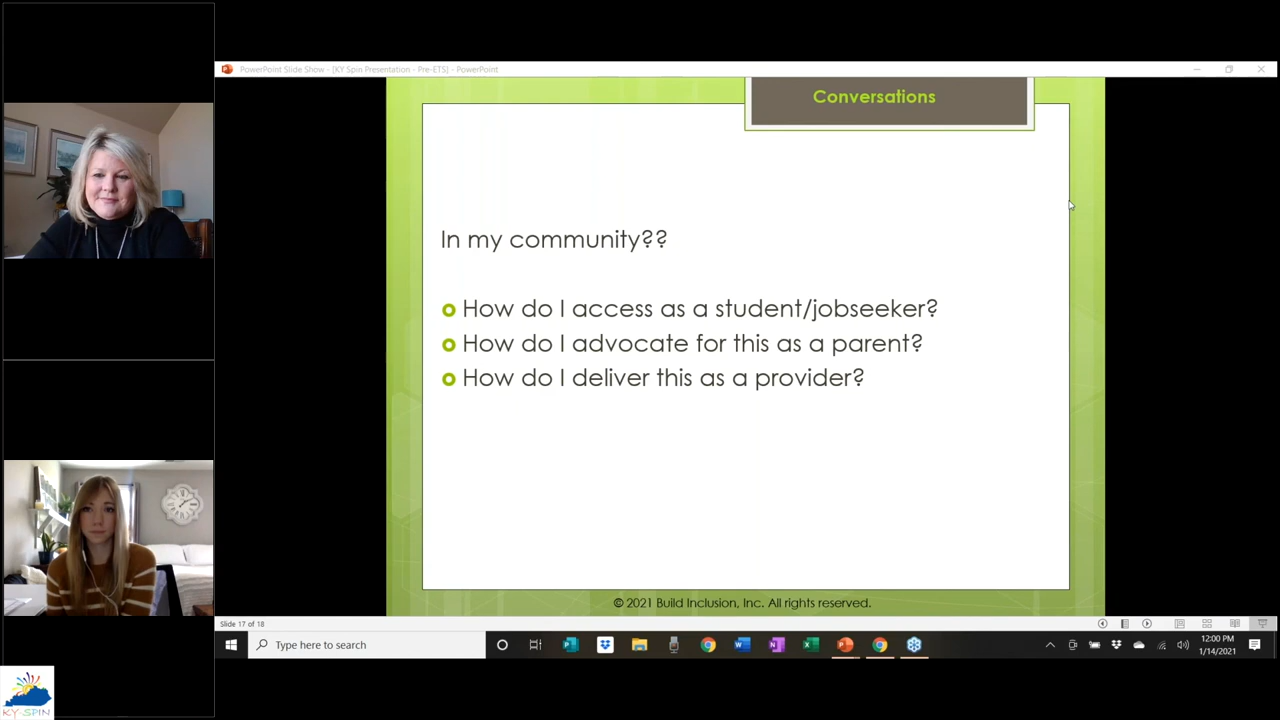 PowerPoint Slide Show - [KY Spin Presentation - Pre-ETS] - PowerPoint
Conversations
In my community??
How do I access as a student/jobseeker?
How do I advocate for this as a parent?
How do I deliver this as a provider?
© 2021 Build Inclusion, Inc. All rights reserved.
Slide 17 of 18
Type here to search
12:00 PM
1/14/2021
KY-SPIN